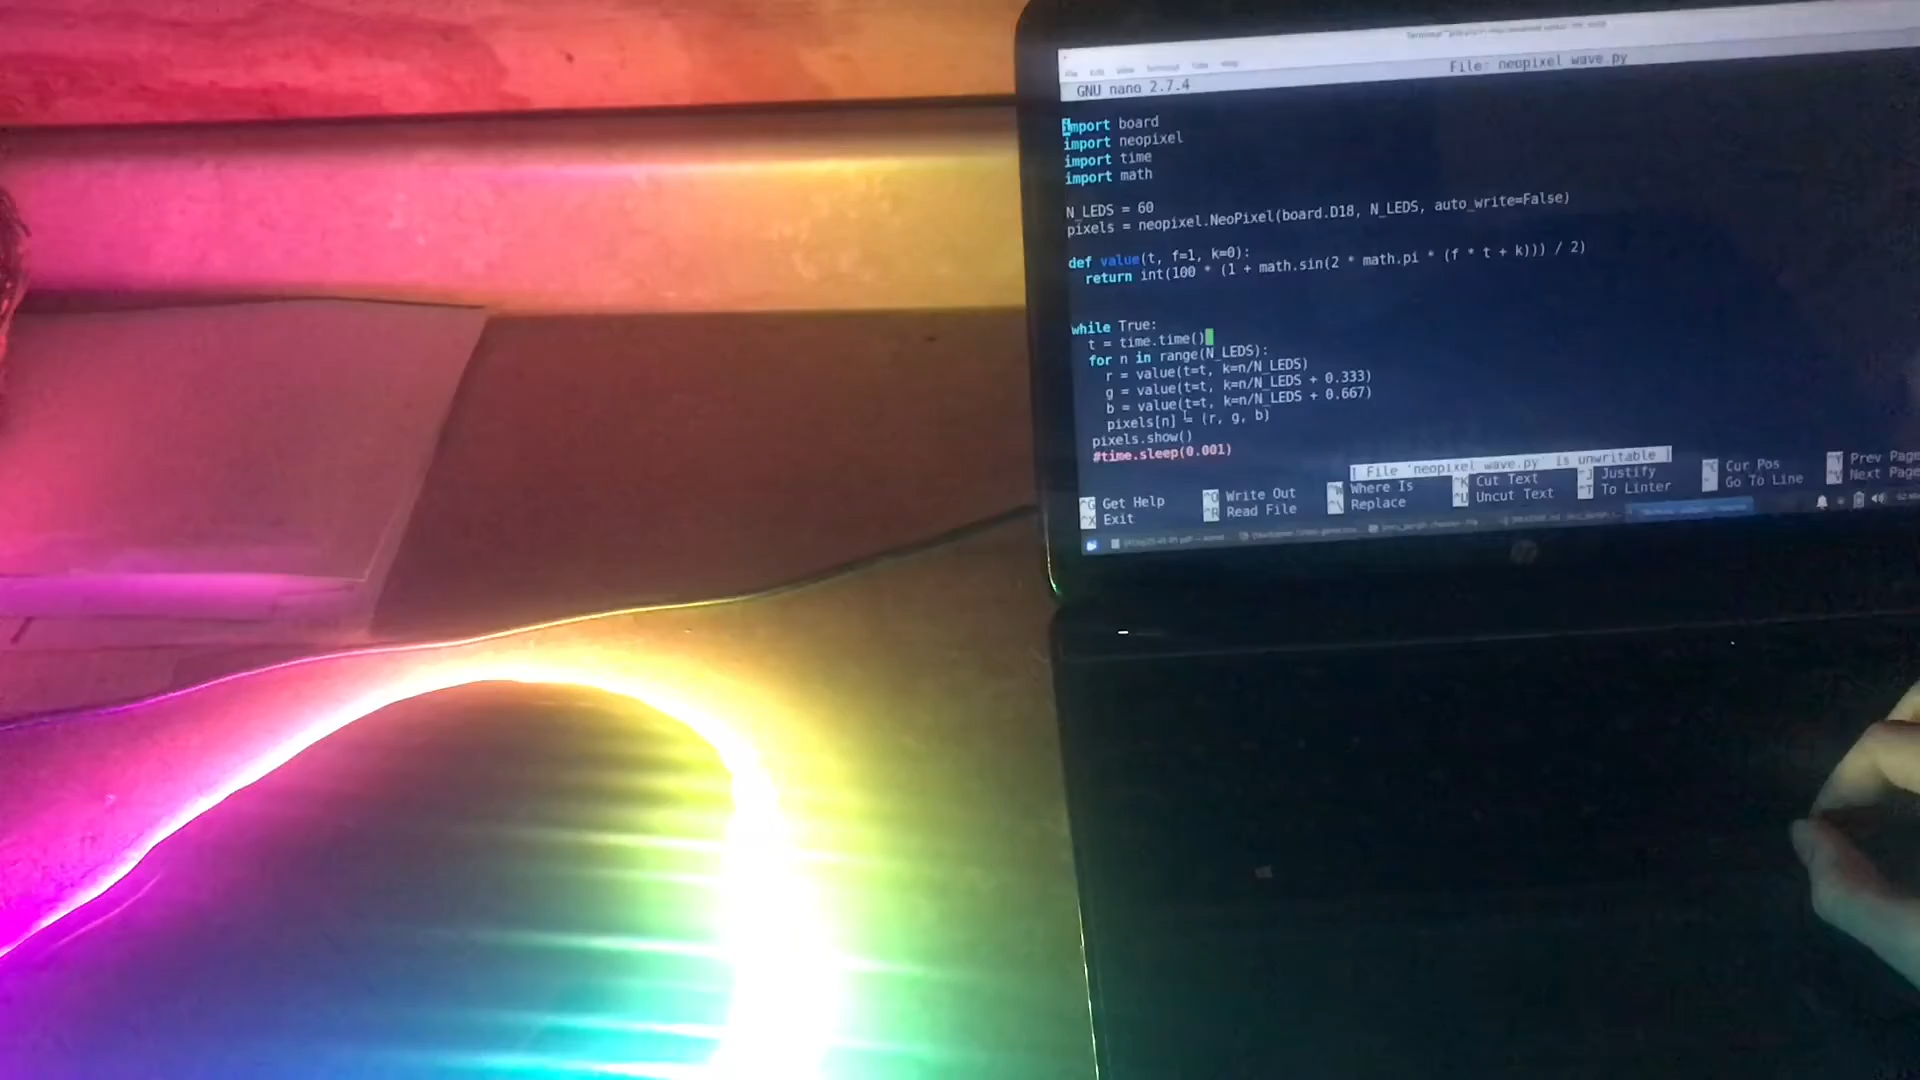 File: neopixel wave.py
GNU nano 2.7.4
import board
import neopixel
import time
import math
N_LEDS = 60
pixels = neopixel.NeoPixel(board.D18, N_LEDS, auto_write=False)
def value(t, f=1, k=0):
return int(100 * (1 + math.sin(2 * math.pi * (f * t + k))) / 2)
while True:
t = time.time()
for n in range(N_LEDS):
r = value(t=t, k=n/N_LEDS)
g = value(t=t, k=n/N_LEDS + 0.333)
b = value(t=t, k=n/N_LEDS + 0.667)
pixels[n] = (r, g, b)
pixels.show()
#time.sleep(0.001)
[ File 'neopixel wave.py' is unwritable ]
^G Get Help ^O Write Out ^W Where Is ^K Cut Text ^J Justify ^C Cur Pos ^Y Prev Page
^X Exit ^R Read File ^\ Replace ^U Uncut Text ^T To Linter ^_ Go To Line Next Page